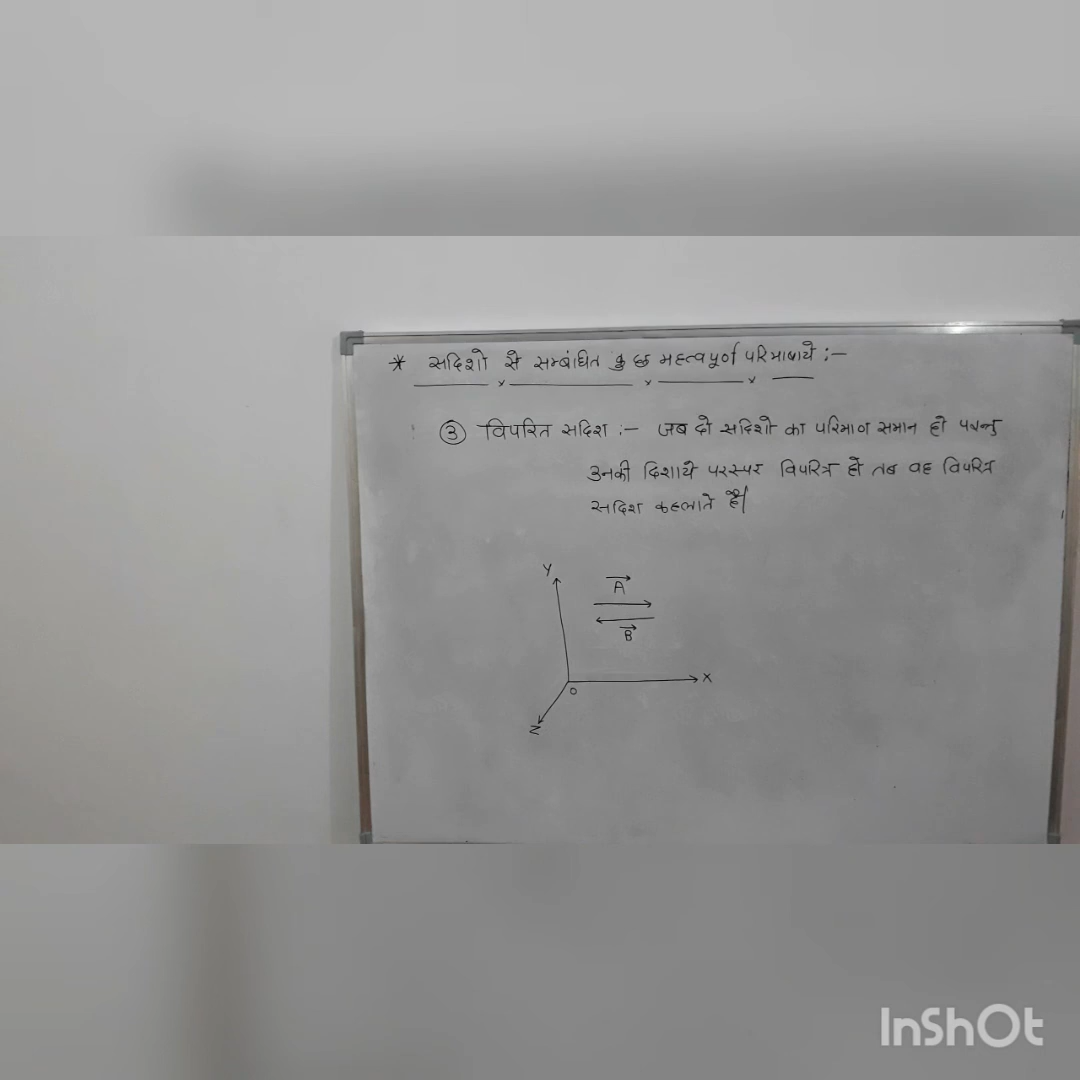 * सदिशो से सम्बंधित कुछ महत्वपूर्ण परिभाषाये :-
③ विपरित सदिश :- जब दो सदिशो का परिमाण समान हो परन्तु
उनकी दिशाये परस्पर विपरित हो तब वह विपरित
सदिश कहलाते है।
Y
A
B
X
O
Z
InShOt